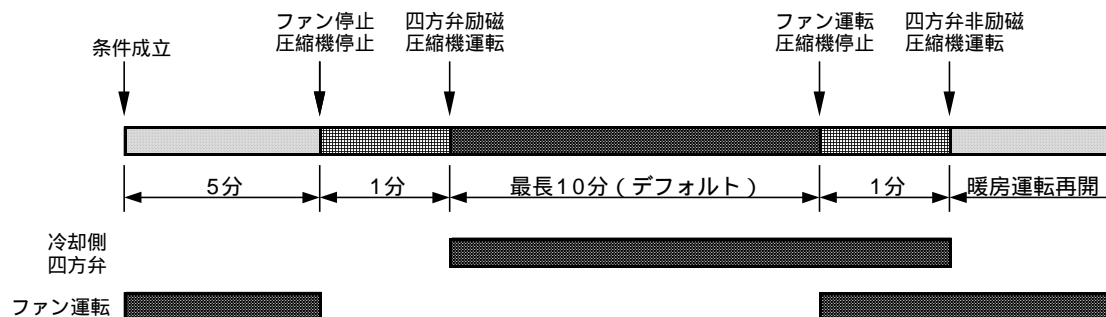 ファン停止
圧縮機停止
四方弁励磁
圧縮機運転
ファン運転
圧縮機停止
四方弁非励磁
圧縮機運転
条件成立
5分
1分
最長10分(デフォルト)
1分
暖房運転再開
冷却側
四方弁
ファン運転